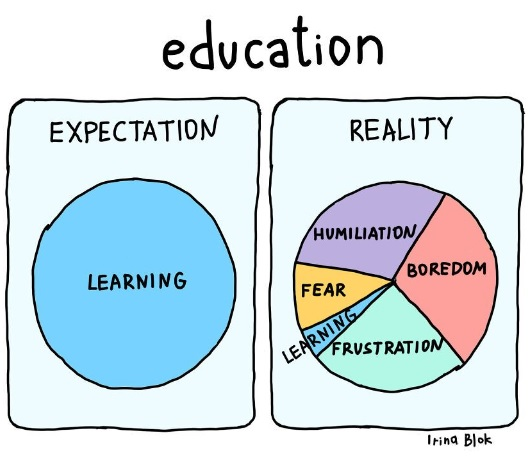 education
EXPECTATION
LEARNING
REALITY
HUMILIATION
BOREDOM
FEAR
LEARNING
FRUSTRATION
Irina Blok